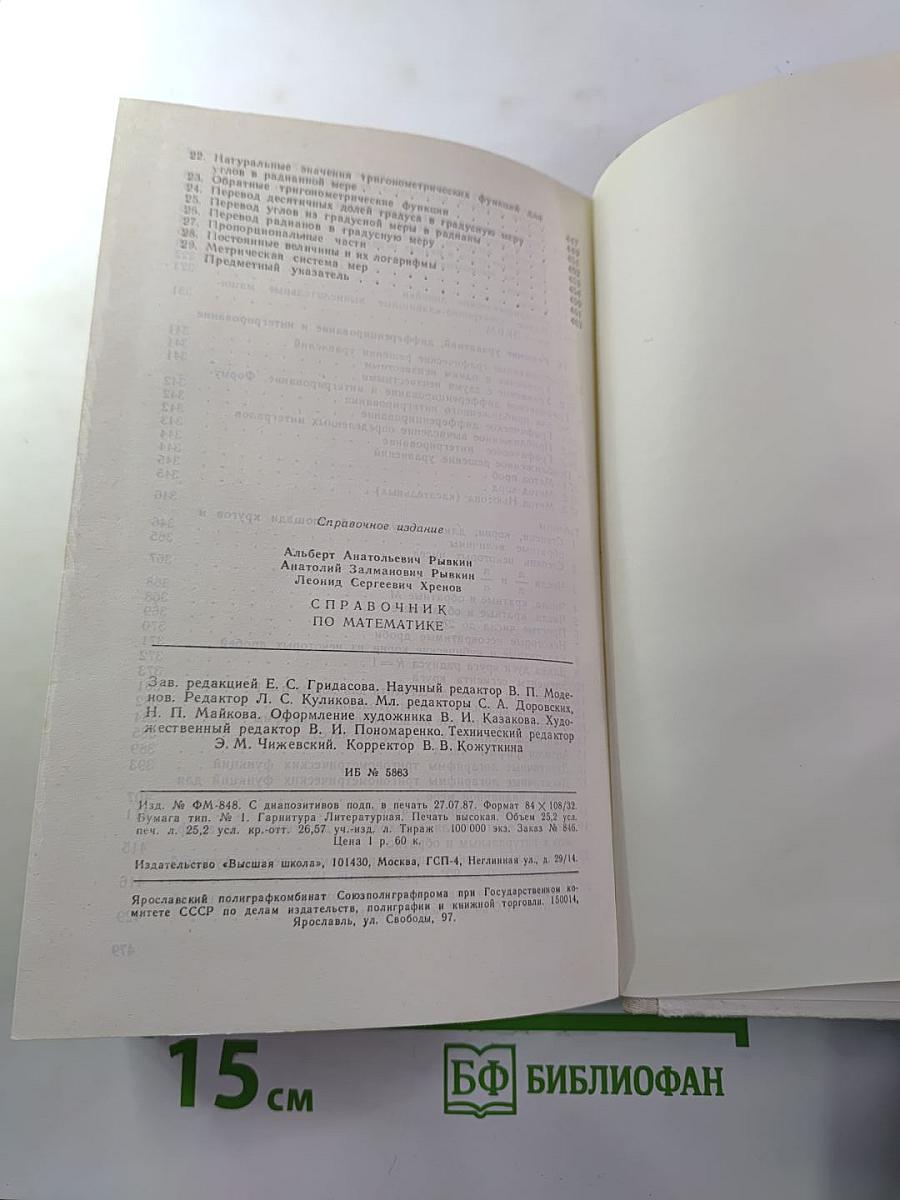 22. Натуральные значения тригонометрических функций для
углов в радианной мере
23. Обратные тригонометрические функции
24. Перевод десятичных долей градуса в градусную меру
25. Перевод углов из градусной меры в радианы
26. Перевод радианов в градусную меру
27. Пропорциональные части
28. Постоянные величины и их логарифмы
29. Метрическая система мер
Предметный указатель
Справочное издание
Альберт Анатольевич Рывкин
Анатолий Залманович Рывкин
Леонид Сергеевич Хренов
СПРАВОЧНИК
ПО МАТЕМАТИКЕ
Зав. редакцией Е. С. Гридасова. Научный редактор В. П. Моде-
нов. Редактор Л. С. Куликова. Мл. редакторы С. А. Доровских,
Н. П. Майкова. Оформление художника В. И. Казакова. Худо-
жественный редактор В. И. Пономаренко. Технический редактор
Э. М. Чижевский. Корректор В. В. Кожуткина
ИБ № 5863
Изд. № ФМ-848. С диапозитивов подп. в печать 27.07.87. Формат 84 × 108/32.
Бумага тип. № 1. Гарнитура Литературная. Печать высокая. Объем 25,2 усл.
печ. л. 25,2 усл. кр.-отт. 26,57 уч.-изд. л. Тираж 100 000 экз. Заказ № 846.
Цена 1 р. 60 к.
Издательство «Высшая школа», 101430, Москва, ГСП-4, Неглинная ул., д. 29/14.
Ярославский полиграфкомбинат Союзполиграфпрома при Государственном ко-
митете СССР по делам издательств, полиграфии и книжной торговли. 150014,
Ярославль, ул. Свободы, 97.
15 см
БФ БИБЛИОФАН